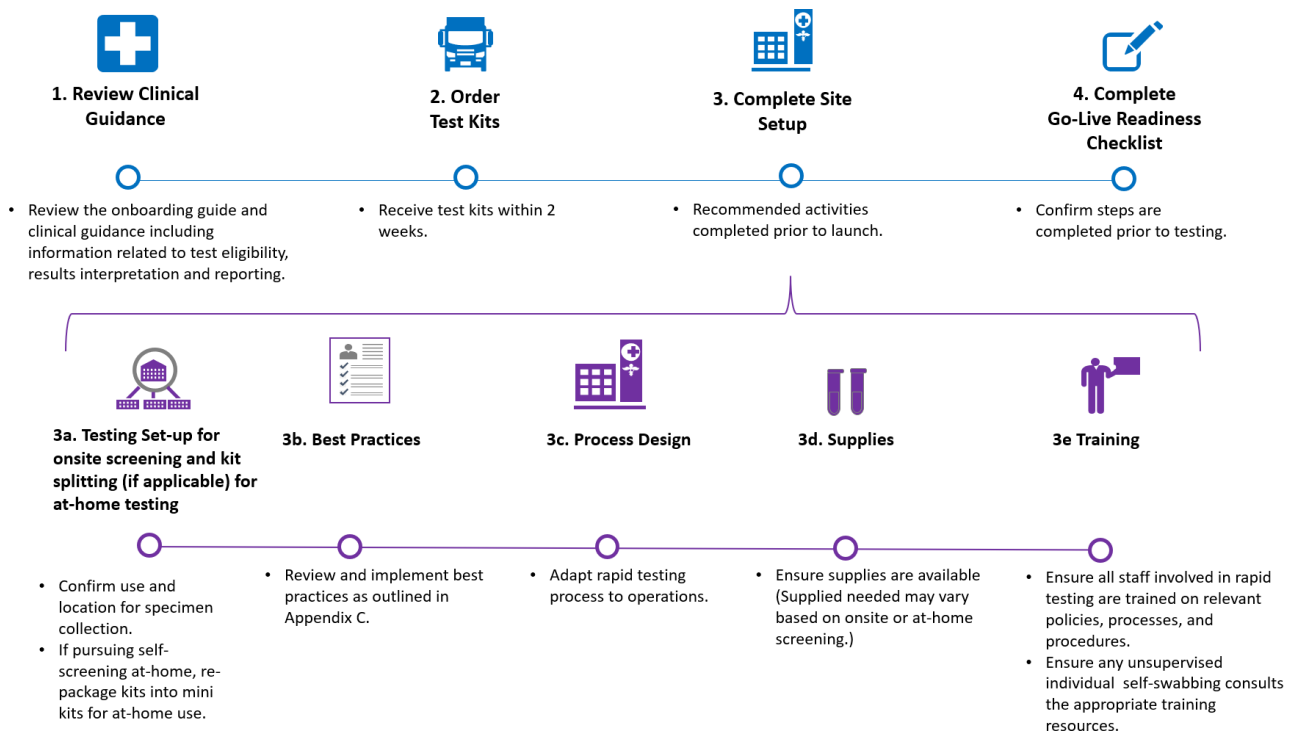 1. Review Clinical
Guidance
2. Order
Test Kits
3. Complete Site
Setup
4. Complete
Go-Live Readiness
Checklist
• Review the onboarding guide and
clinical guidance including
information related to test eligibility,
results interpretation and reporting.
• Receive test kits within 2
weeks.
• Recommended activities
completed prior to launch.
• Confirm steps are
completed prior to testing.
3a. Testing Set-up for
onsite screening and kit
splitting (if applicable) for
at-home testing
3b. Best Practices
3c. Process Design
3d. Supplies
3e Training
• Confirm use and
location for specimen
collection.
• If pursuing self-
screening at-home, re-
package kits into mini
kits for at-home use.
• Review and implement best
practices as outlined in
Appendix C.
• Adapt rapid testing
process to operations.
• Ensure supplies are available
(Supplied needed may vary
based on onsite or at-home
screening.)
• Ensure all staff involved in rapid
testing are trained on relevant
policies, processes, and
procedures.
• Ensure any unsupervised
individual  self-swabbing consults
the appropriate training
resources.